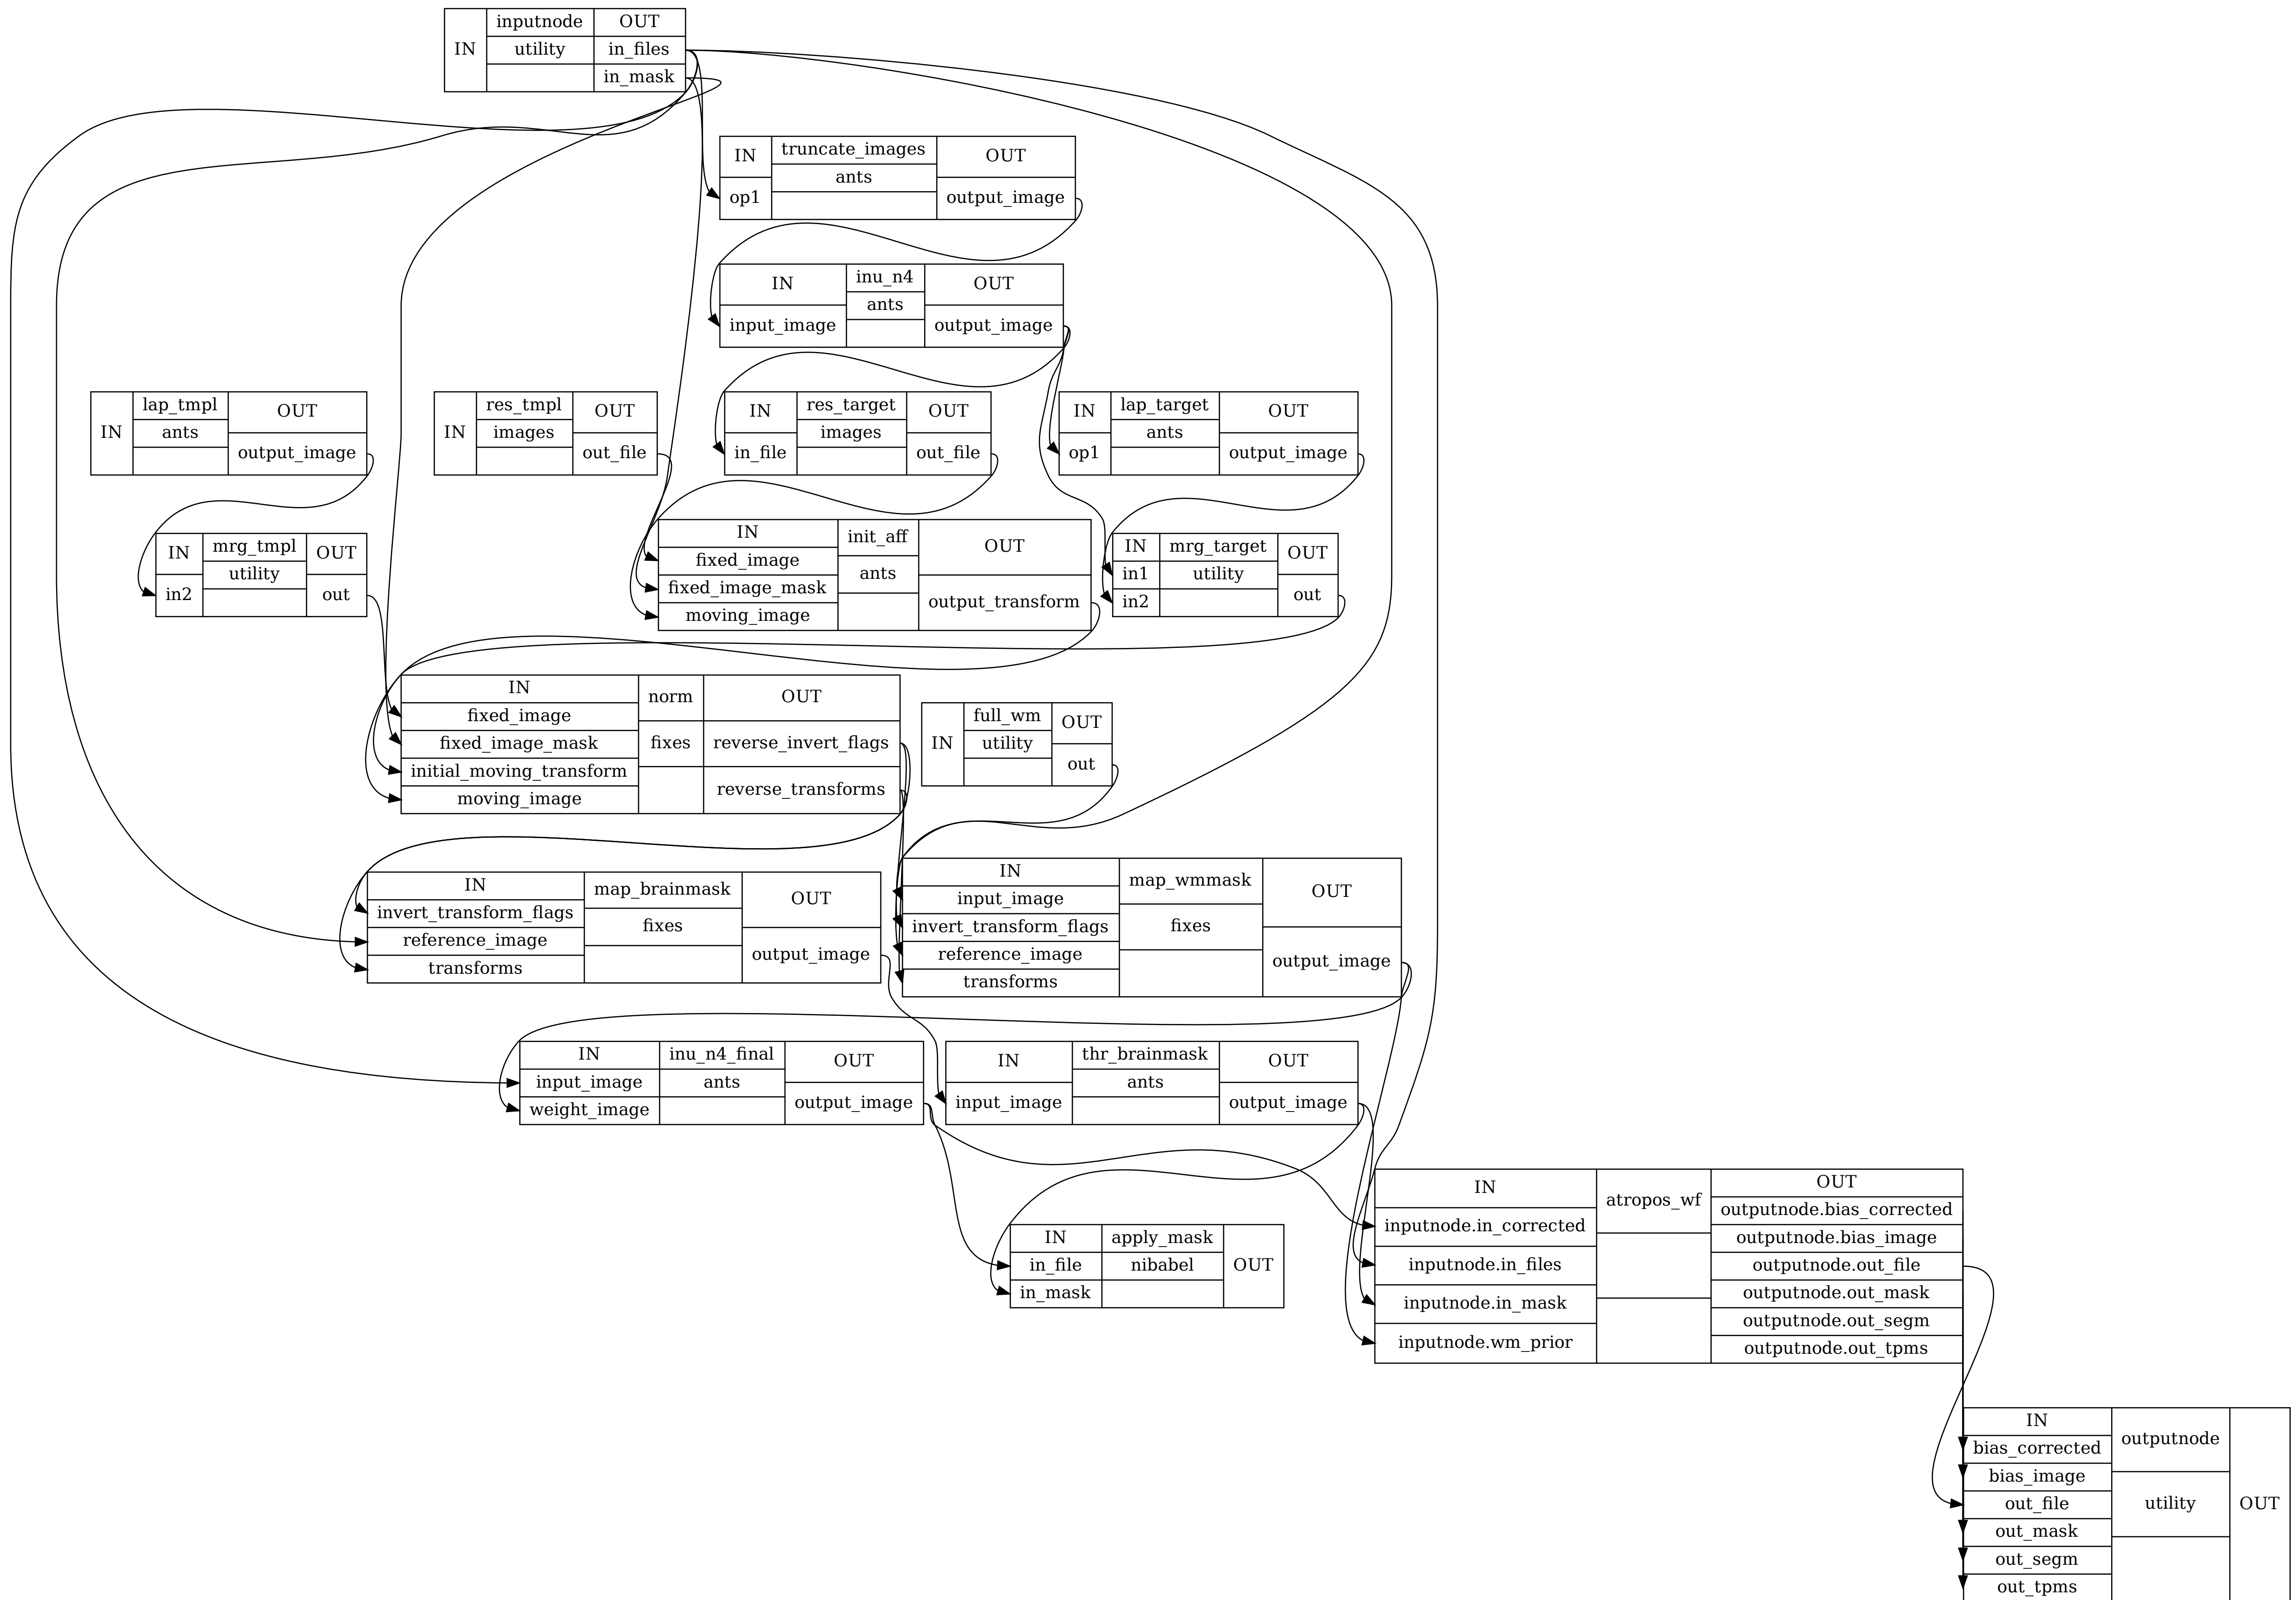 inputnode OUT
IN utility in_files
in_mask
IN truncate_images OUT
ants
op1 output_image
IN inu_n4 OUT
ants
input_image output_image
IN lap_tmpl OUT
ants
output_image
IN res_tmpl OUT
images
out_file
IN res_target OUT
images
in_file out_file
IN lap_target OUT
ants
op1 output_image
IN mrg_tmpl OUT
utility
in2 out
IN init_aff OUT
fixed_image
fixed_image_mask ants
moving_image output_transform
IN mrg_target OUT
in1 utility
in2 out
IN norm OUT
fixed_image
fixed_image_mask fixes reverse_invert_flags
initial_moving_transform
moving_image reverse_transforms
IN full_wm OUT
utility
out
IN map_brainmask OUT
invert_transform_flags
reference_image fixes
transforms output_image
IN map_wmmask OUT
input_image
invert_transform_flags fixes
reference_image output_image
transforms
IN inu_n4_final OUT
input_image ants
weight_image output_image
IN thr_brainmask OUT
ants
input_image output_image
IN apply_mask OUT
in_file nibabel
in_mask
IN atropos_wf OUT
inputnode.in_corrected outputnode.bias_corrected
outputnode.bias_image
inputnode.in_files outputnode.out_file
inputnode.in_mask outputnode.out_mask
outputnode.out_segm
inputnode.wm_prior outputnode.out_tpms
IN outputnode OUT
bias_corrected
bias_image
out_file utility
out_mask
out_segm
out_tpms